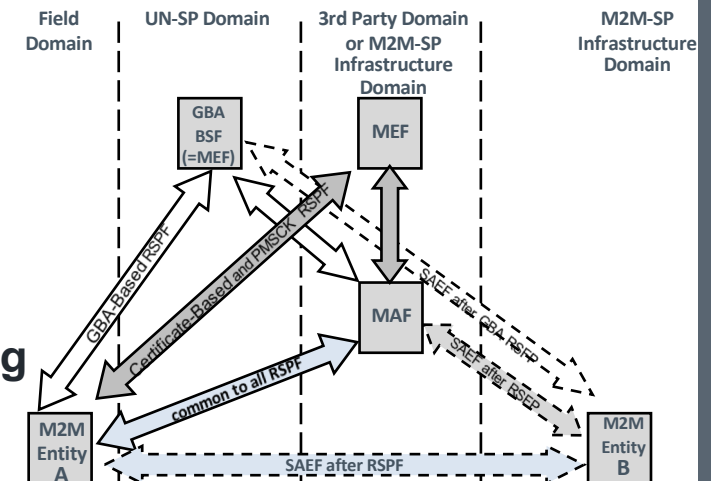 Field
Domain
UN-SP Domain
3rd Party Domain
or M2M-SP
Infrastructure
Domain
M2M-SP
Infrastructure
Domain
GBA
BSF
(=MEF)
MEF
GBA-Based RSPF
Certificate-Based and PMSCK RSPF
SAEF after GBA RSFP
MAF
SAEF after RSFP
g
common to all RSPF
M2M
Entity
A
SAEF after RSPF
M2M
Entity
B